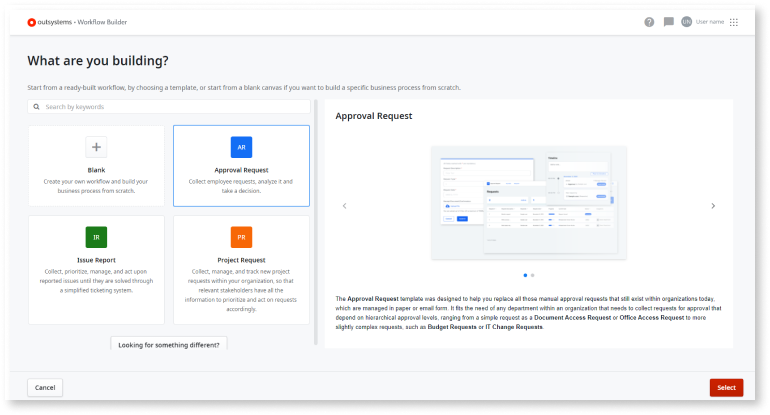 outsystems • Workflow Builder
UN User name
What are you building?
Start from a ready-built workflow, by choosing a template, or start from a blank canvas if you want to build a specific business process from scratch.
Search by keywords
Blank
Create your own workflow and build your
business process from scratch.
AR
Approval Request
Collect employee requests, analyze it and
take a decision.
IR
Issue Report
Collect, prioritize, manage, and act upon
reported issues until they are solved through
a simplified ticketing system.
PR
Project Request
Collect, manage, and track new project
requests within your organization, so that
relevant stakeholders have all the
information to prioritize and act on requests
accordingly.
Looking for something different?
Approval Request
Requests
The Approval Request template was designed to help you replace all those manual approval requests that still exist within organizations today,
which are managed in paper or email form. It fits the need of any department within an organization that needs to collect requests for approval that
depend on hierarchical approval levels, ranging from a simple request as a Document Access Request or Office Access Request to more
slightly complex requests, such as Budget Requests or IT Change Requests.
Cancel
Select